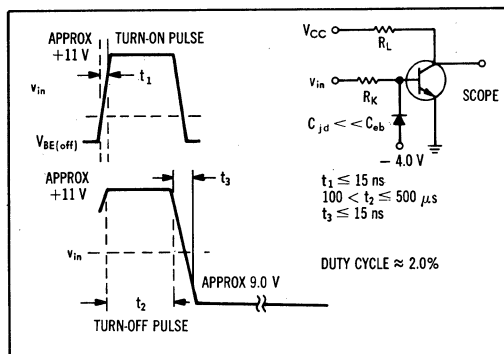 APPROX
+11 V
TURN-ON PULSE
t1
vin
VBE(off)
APPROX
+11 V
t3
vin
APPROX 9.0 V
t2
TURN-OFF PULSE
VCC
RL
vin
RK
SCOPE
Cjd << Ceb
− 4.0 V
t1 ≤ 15 ns
100 < t2 ≤ 500 µs
t3 ≤ 15 ns
DUTY CYCLE ≈ 2.0%